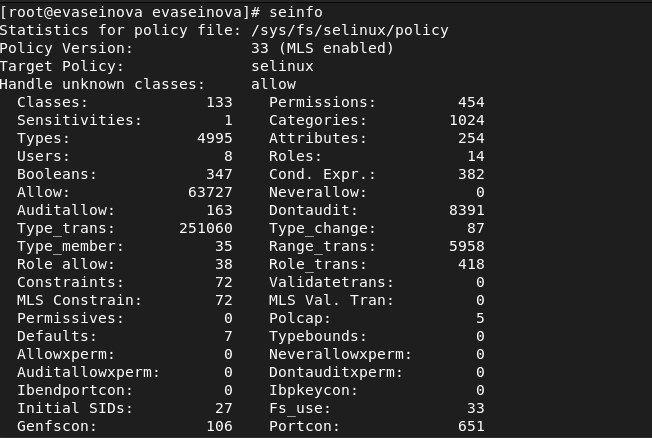 [root@evaseinova evaseinova]# seinfo
Statistics for policy file: /sys/fs/selinux/policy
Policy Version:             33 (MLS enabled)
Target Policy:              selinux
Handle unknown classes:     allow
  Classes:             133    Permissions:         454
  Sensitivities:         1    Categories:         1024
  Types:              4995    Attributes:          254
  Users:                 8    Roles:                14
  Booleans:            347    Cond. Expr.:         382
  Allow:             63727    Neverallow:            0
  Auditallow:          163    Dontaudit:          8391
  Type_trans:       251060    Type_change:          87
  Type_member:          35    Range_trans:        5958
  Role allow:           38    Role_trans:          418
  Constraints:          72    Validatetrans:         0
  MLS Constrain:        72    MLS Val. Tran:         0
  Permissives:           0    Polcap:                5
  Defaults:              7    Typebounds:            0
  Allowxperm:            0    Neverallowxperm:       0
  Auditallowxperm:       0    Dontauditxperm:        0
  Ibendportcon:          0    Ibpkeycon:             0
  Initial SIDs:         27    Fs_use:               33
  Genfscon:            106    Portcon:             651